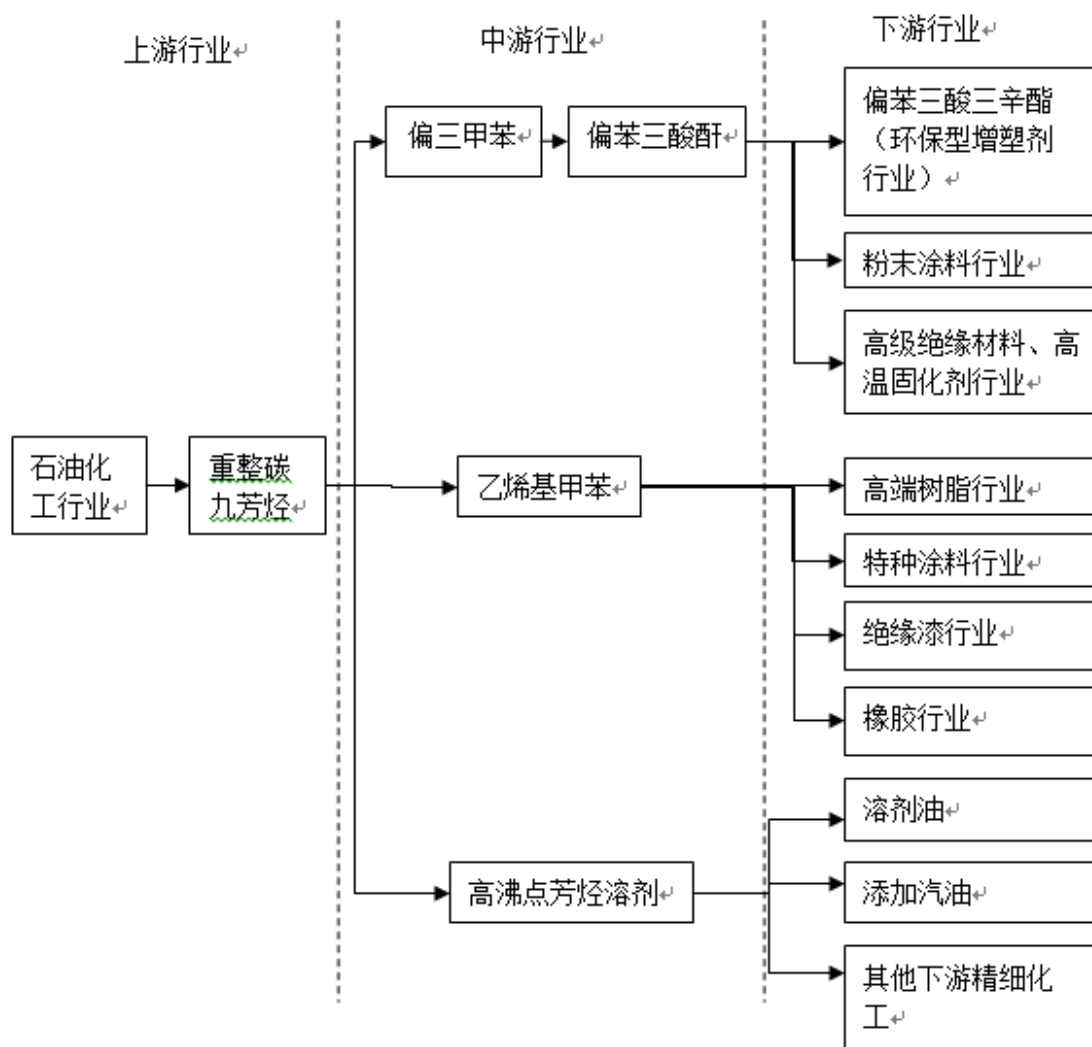 上游行业
中游行业
下游行业
偏三甲苯
偏苯三酸酐
偏苯三酸三辛酯
（环保型增塑剂
行业）
粉末涂料行业
高级绝缘材料、高
温固化剂行业
石油化
工行业
重整碳
九芳烃
乙烯基甲苯
高端树脂行业
特种涂料行业
绝缘漆行业
橡胶行业
高沸点芳烃溶剂
溶剂油
添加汽油
其他下游精细化
工